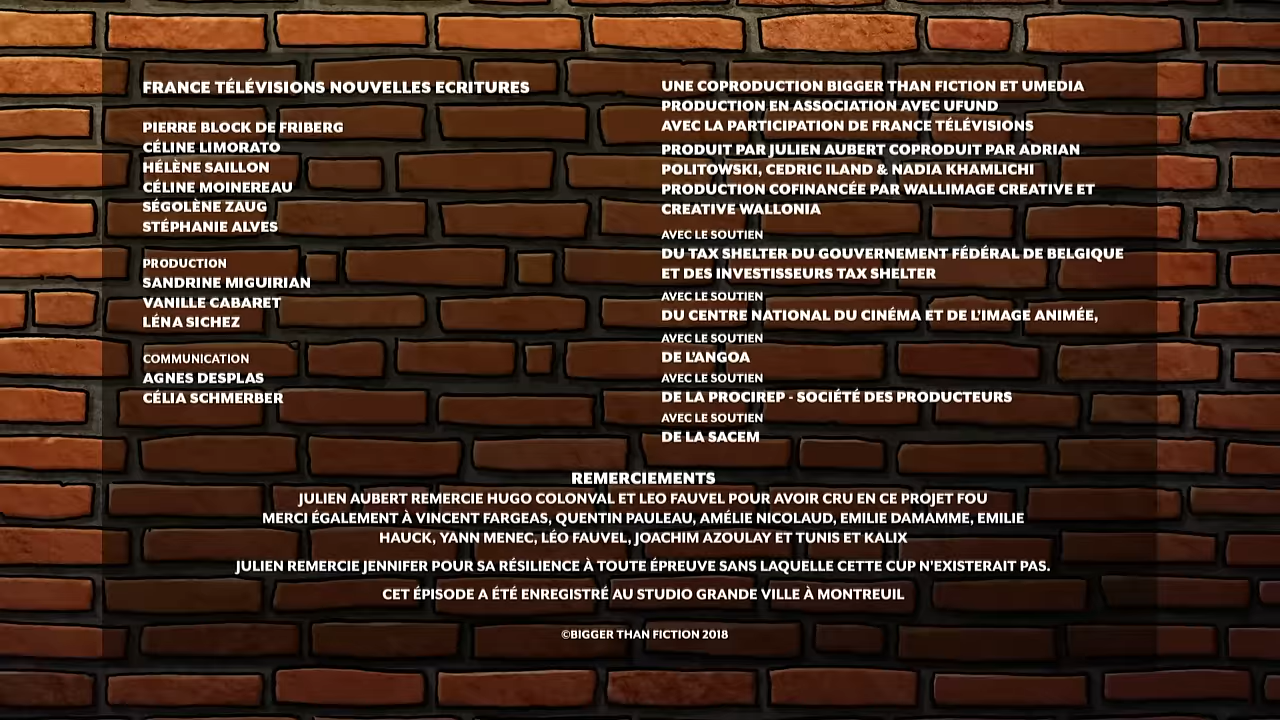 FRANCE TÉLÉVISIONS NOUVELLES ECRITURES
PIERRE BLOCK DE FRIBERG
CÉLINE LIMORATO
HÉLÈNE SAILLON
CÉLINE MOINEREAU
SÉGOLÈNE ZAUG
STÉPHANIE ALVES
PRODUCTION
SANDRINE MIGUIRIAN
VANILLE CABARET
LÉNA SICHEZ
COMMUNICATION
AGNES DESPLAS
CÉLIA SCHMERBER
UNE COPRODUCTION BIGGER THAN FICTION ET UMEDIA
PRODUCTION EN ASSOCIATION AVEC UFUND
AVEC LA PARTICIPATION DE FRANCE TÉLÉVISIONS
PRODUIT PAR JULIEN AUBERT COPRODUIT PAR ADRIAN
POLITOWSKI, CEDRIC ILAND & NADIA KHAMLICHI
PRODUCTION COFINANCÉE PAR WALLIMAGE CREATIVE ET
CREATIVE WALLONIA
AVEC LE SOUTIEN
DU TAX SHELTER DU GOUVERNEMENT FÉDÉRAL DE BELGIQUE
ET DES INVESTISSEURS TAX SHELTER
AVEC LE SOUTIEN
DU CENTRE NATIONAL DU CINÉMA ET DE L'IMAGE ANIMÉE,
AVEC LE SOUTIEN
DE L'ANGOA
AVEC LE SOUTIEN
DE LA PROCIREP - SOCIÉTÉ DES PRODUCTEURS
AVEC LE SOUTIEN
DE LA SACEM
REMERCIEMENTS
JULIEN AUBERT REMERCIE HUGO COLONVAL ET LEO FAUVEL POUR AVOIR CRU EN CE PROJET FOU
MERCI ÉGALEMENT À VINCENT FARGEAS, QUENTIN PAULEAU, AMÉLIE NICOLAUD, EMILIE DAMAMME, EMILIE
HAUCK, YANN MENEC, LÉO FAUVEL, JOACHIM AZOULAY ET TUNIS ET KALIX
JULIEN REMERCIE JENNIFER POUR SA RÉSILIENCE À TOUTE ÉPREUVE SANS LAQUELLE CETTE CUP N'EXISTERAIT PAS.
CET ÉPISODE A ÉTÉ ENREGISTRÉ AU STUDIO GRANDE VILLE À MONTREUIL
©BIGGER THAN FICTION 2018